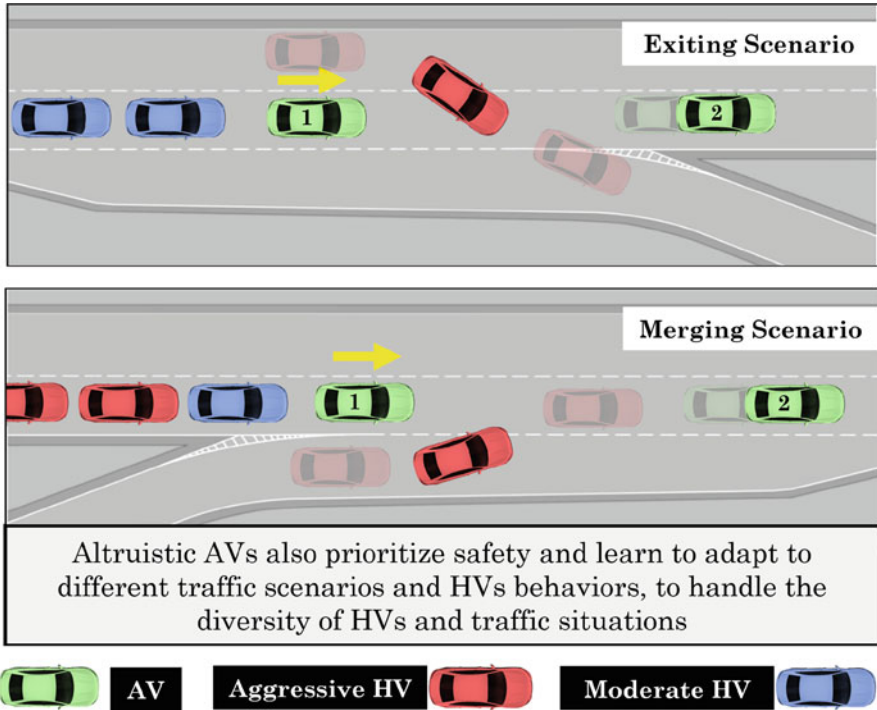 Exiting Scenario
1
2
Merging Scenario
1
2
Altruistic AVs also prioritize safety and learn to adapt to
different traffic scenarios and HVs behaviors, to handle the
diversity of HVs and traffic situations
AV Aggressive HV Moderate HV